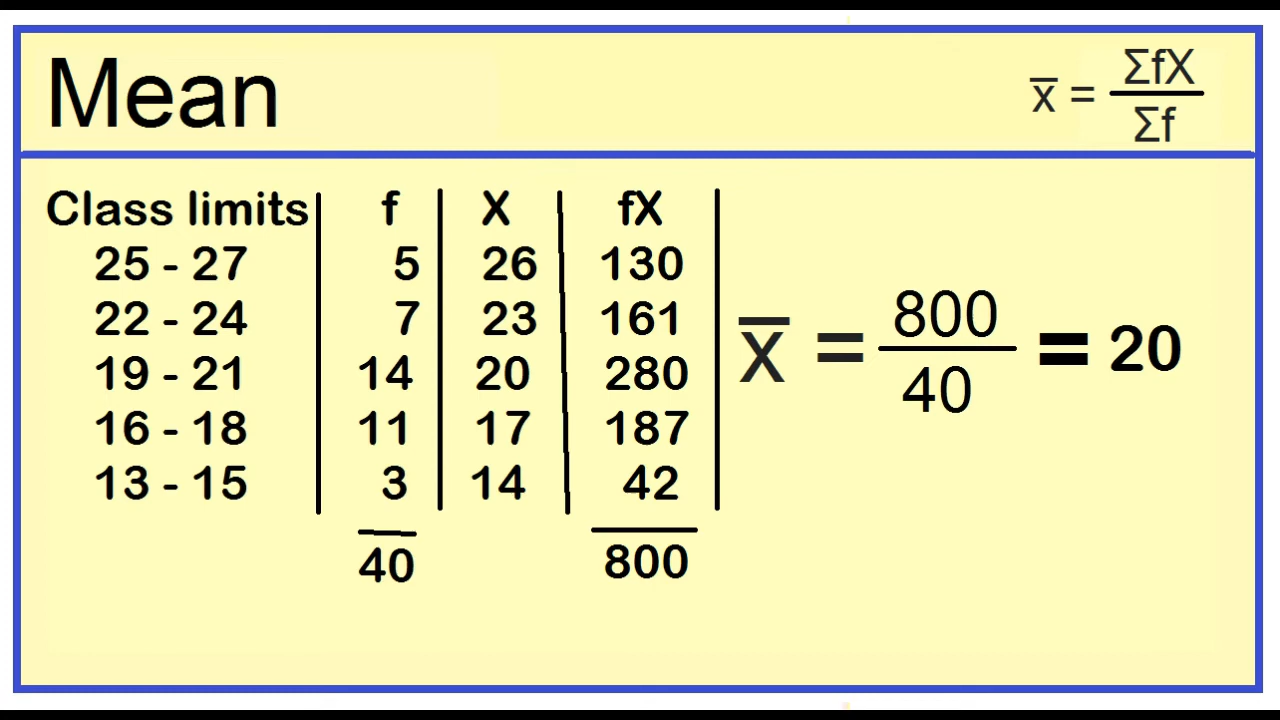 Mean
x̄ = ΣfX / Σf
Class limits f X fX
25 - 27 5 26 130
22 - 24 7 23 161
19 - 21 14 20 280
16 - 18 11 17 187
13 - 15 3 14 42
40 800
x̄ = 800 / 40 = 20